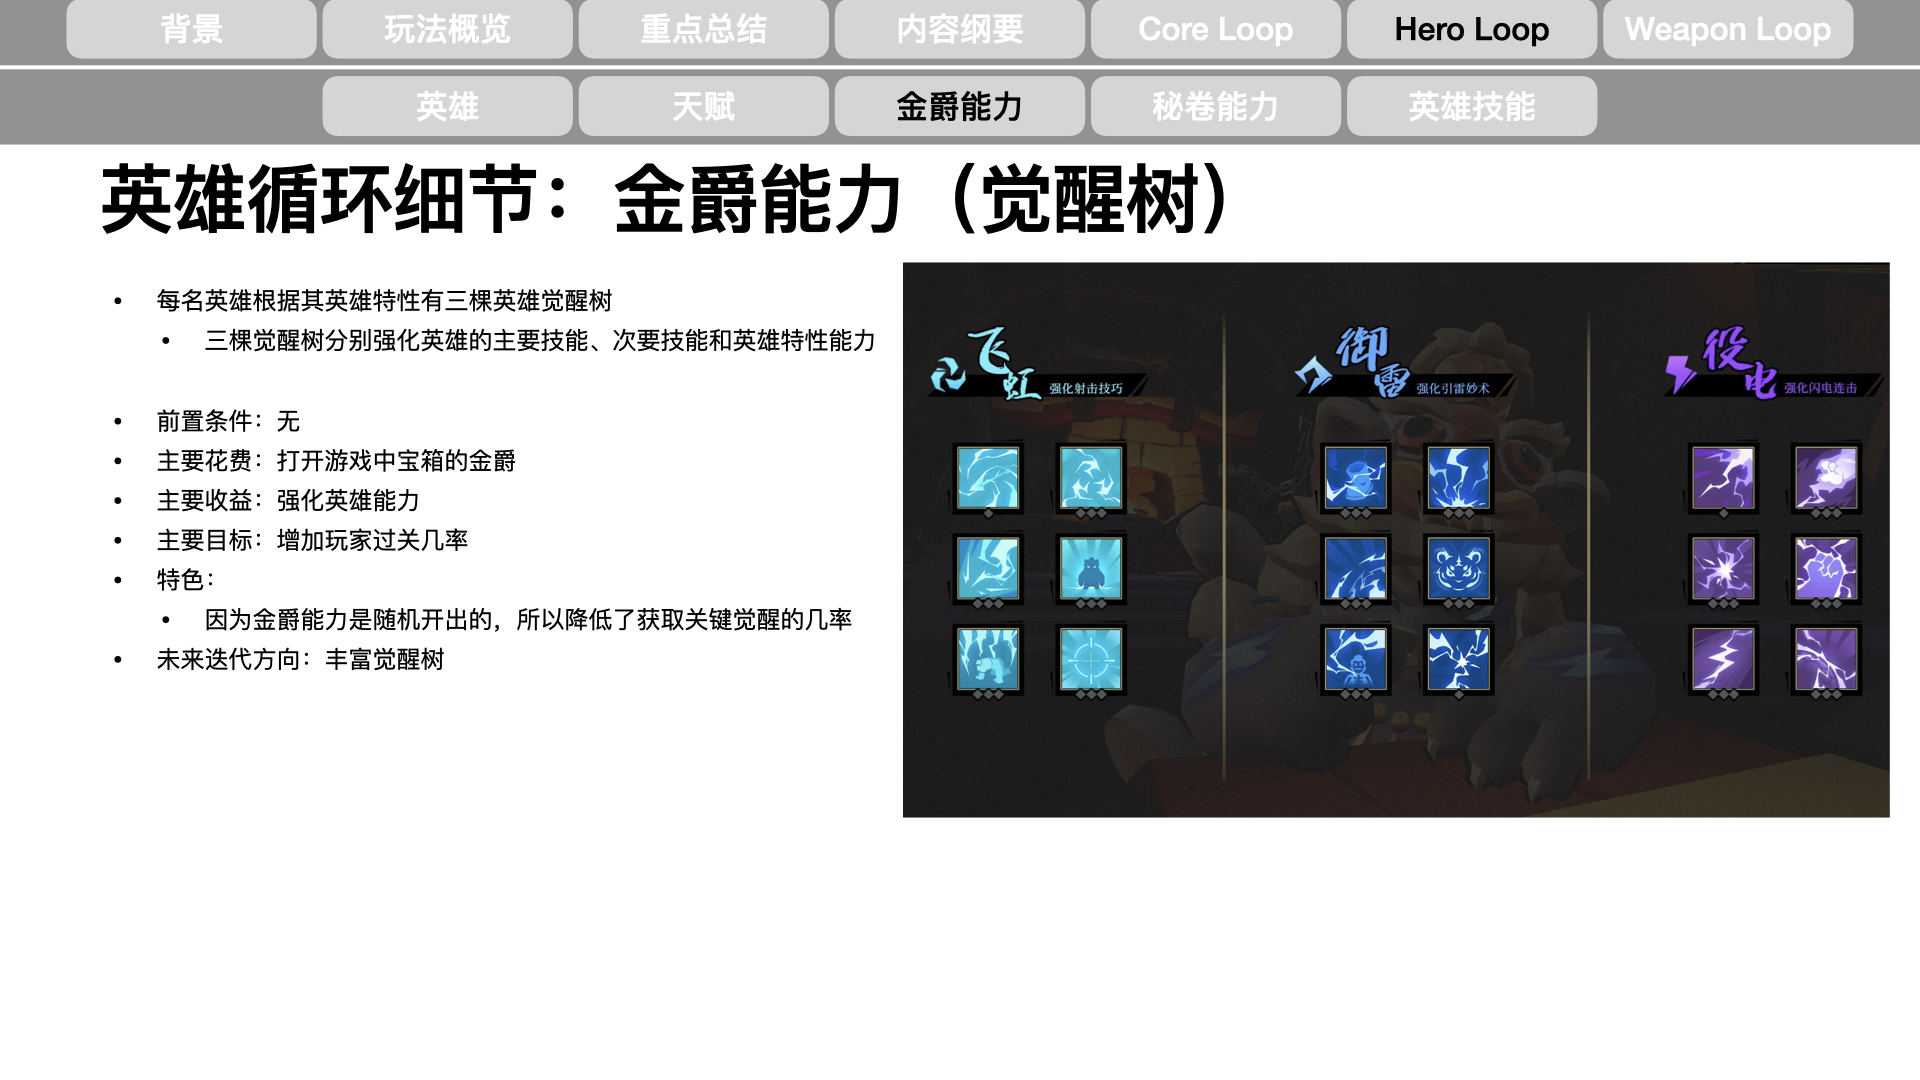 背景
玩法概览
重点总结
内容纲要
Core Loop
Hero Loop
Weapon Loop
英雄
天赋
金爵能力
秘卷能力
英雄技能
英雄循环细节：金爵能力（觉醒树）
• 每名英雄根据其英雄特性有三棵英雄觉醒树
• 三棵觉醒树分别强化英雄的主要技能、次要技能和英雄特性能力
• 前置条件：无
• 主要花费：打开游戏中宝箱的金爵
• 主要收益：强化英雄能力
• 主要目标：增加玩家过关几率
• 特色：
• 因为金爵能力是随机开出的，所以降低了获取关键觉醒的几率
• 未来迭代方向：丰富觉醒树
飞虹
强化射击技巧
御雷
强化引雷妙术
役电
强化闪电连击